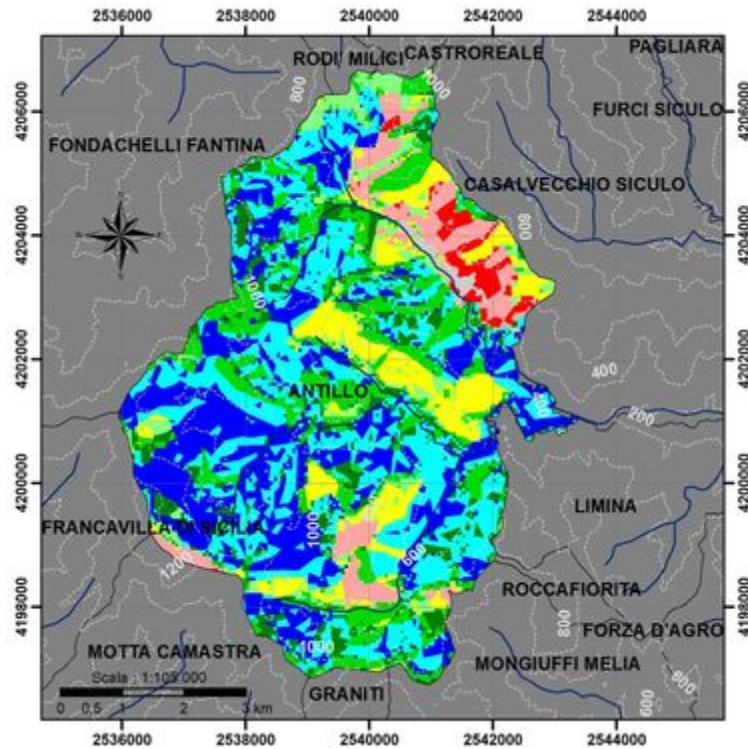 2536000 2538000 2540000 2542000 2544000
RODI' MILICI
CASTROREALE
PAGLIARA
4206000
4206000
800
1000
FURCI SICULO
FONDACHELLI FANTINA
CASALVECCHIO SICULO
800
4204000
4204000
1000
4202000
4202000
400
ANTILLO
200
4200000
4200000
LIMINA
1000
FRANCAVILLA DI SICILIA
1200
600
ROCCAFIORITA
4198000
4198000
800
FORZA D'AGRO
MOTTA CAMASTRA
1000
MONGIUFFI MELIA
600
Scala : 1:105 000
GRANITI
600
0 0,5 1 2 3 km
2536000 2538000 2540000 2542000 2544000